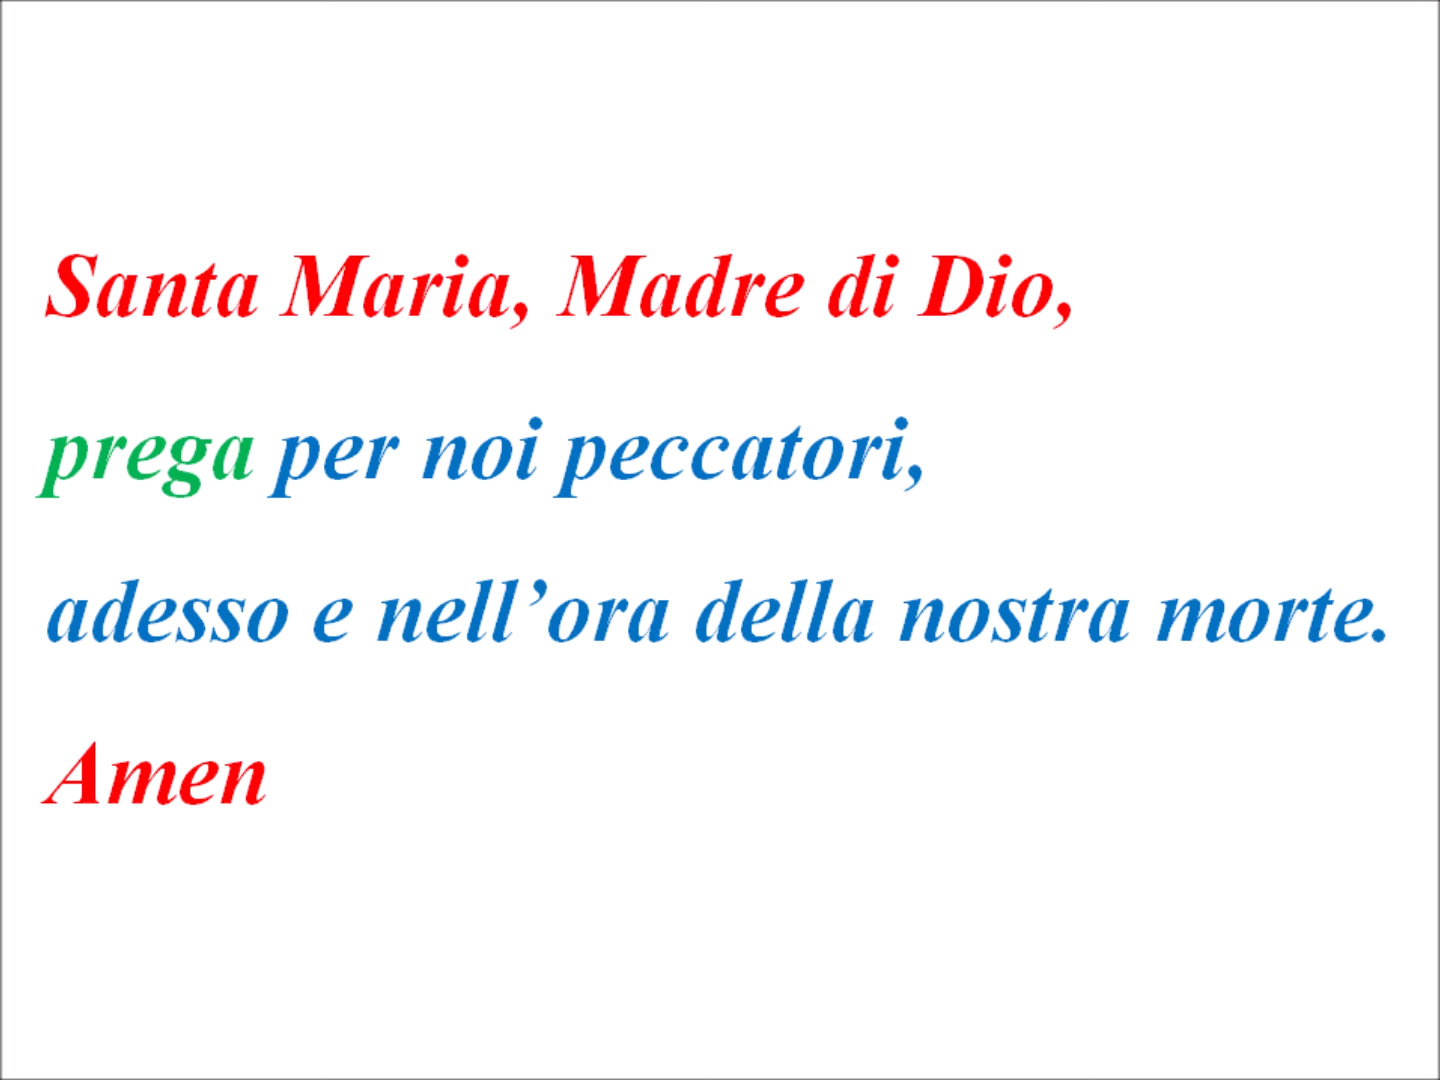 Santa Maria, Madre di Dio,
prega per noi peccatori,
adesso e nell’ora della nostra morte.
Amen